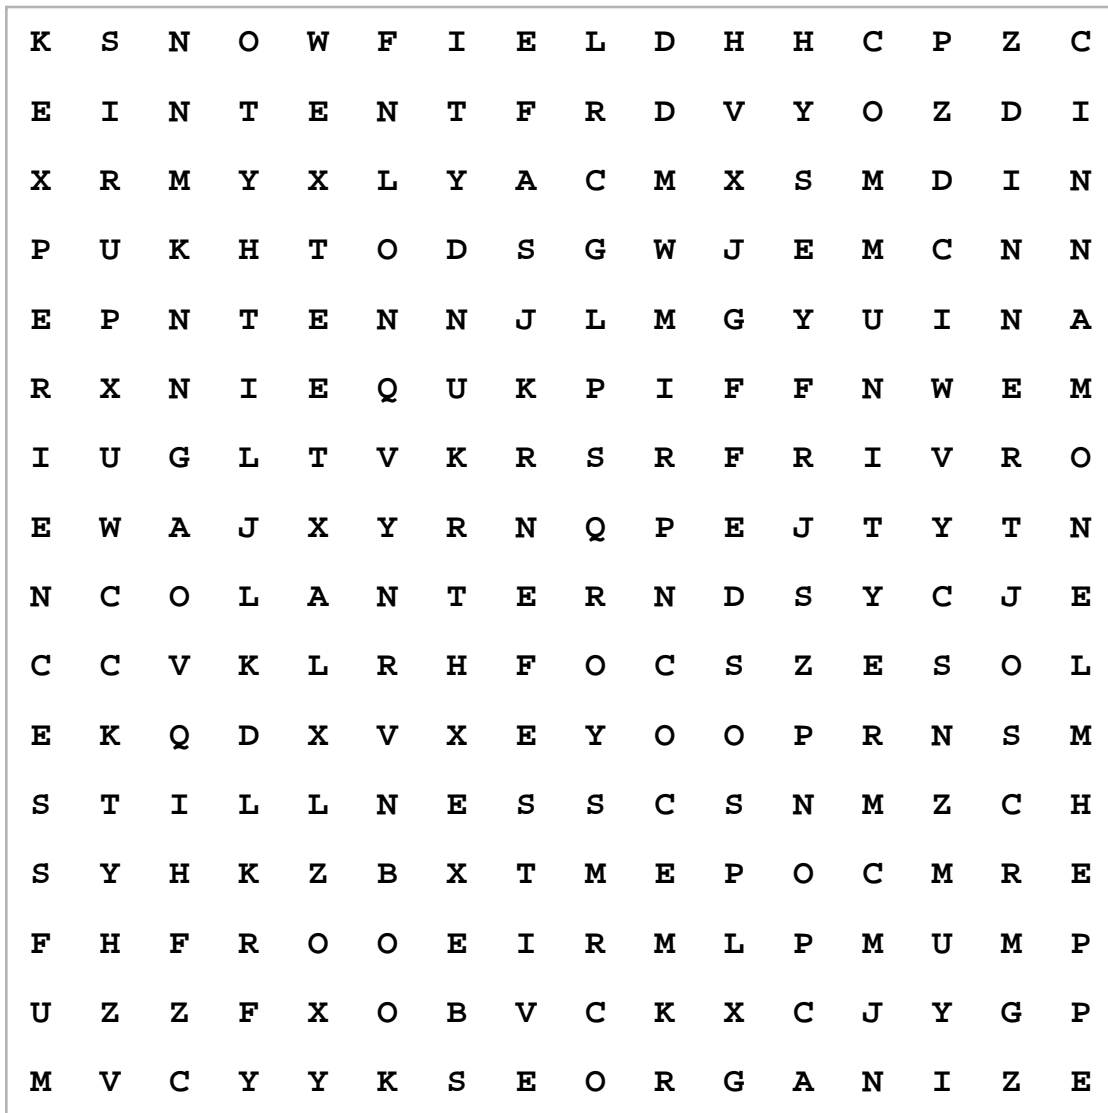 K S N O W F I E L D H H C P Z C
E I N T E N T F R D V Y O Z D I
X R M Y X L Y A C M X S M D I N
P U K H T O D S G W J E M C N N
E P N T E N N J L M G Y U I N A
R X N I E Q U K P I F F N W E M
I U G L T V K R S R F R I V R O
E W A J X Y R N Q P E J T Y T N
N C O L A N T E R N D S Y C J E
C C V K L R H F O C S Z E S O L
E K Q D X V X E Y O O P R N S M
S T I L L N E S S C S N M Z C H
S Y H K Z B X T M E P O C M R E
F H F R O O E I R M L P M U M P
U Z Z F X O B V C K X C J Y G P
M V C Y Y K S E O R G A N I Z E